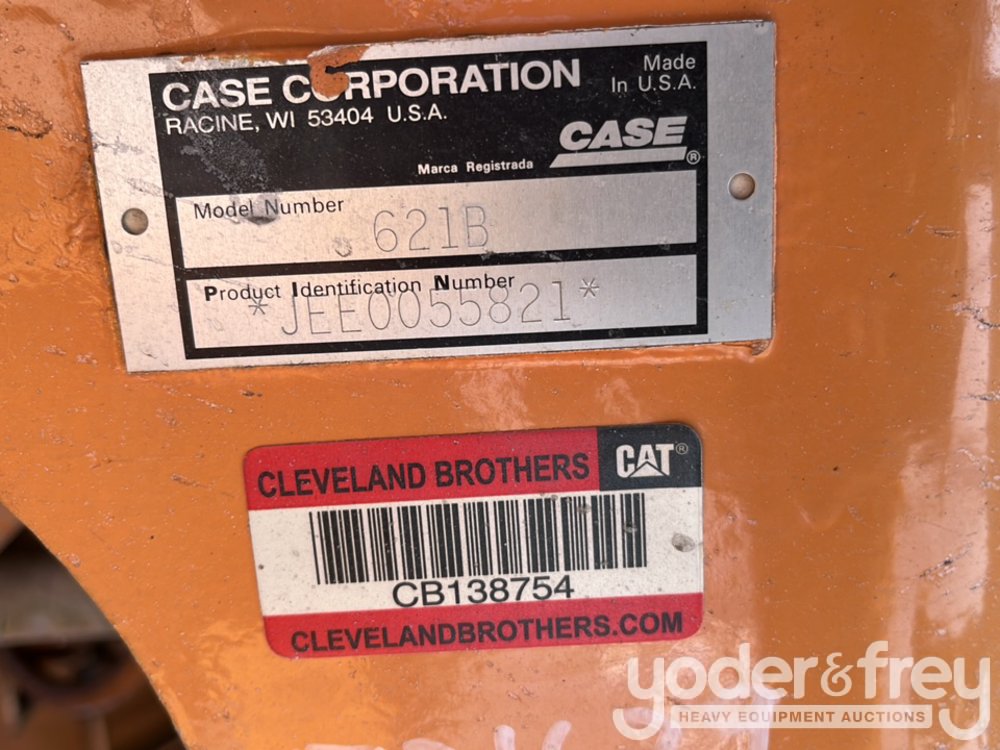 CASE CORPORATION
RACINE, WI 53404 U.S.A.
Made
In U.S.A.
CASE®
Marca Registrada
Model Number
621B
Product Identification Number
*JEE0055821*
CLEVELAND BROTHERS
CAT®
CB138754
CLEVELANDBROTHERS.COM
yoder&frey
HEAVY EQUIPMENT AUCTIONS